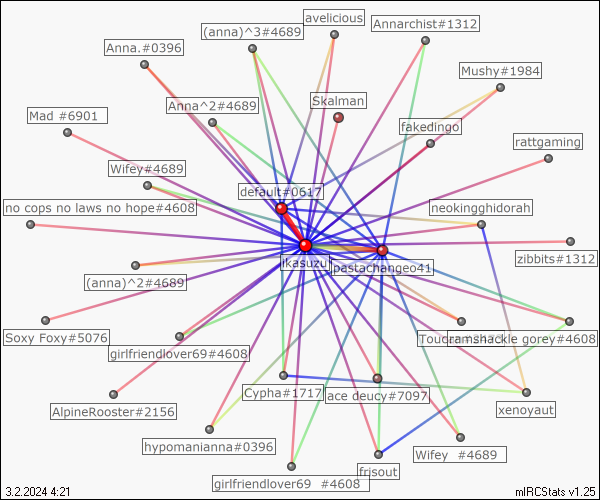 avelicious
(anna)^3#4689
Annarchist#1312
Anna.#0396
Mushy#1984
Anna^2#4689
Skalman
Mad #6901
fakedingo
rattgaming
Wifey#4689
default#0617
no cops no laws no hope#4608
neokingghidorah
zibbits#1312
ikasuzu
pastachangeo41
(anna)^2#4689
Soxy Foxy#5076
ramshackle gorey#4608
girlfriendlover69#4608
Cypha#1717
ace deucy#7097
AlpineRooster#2156
xenoyaut
hypomanianna#0396
Wifey #4689
frisout
girlfriendlover69 #4608
3.2.2024 4:21
mIRCStats v1.25